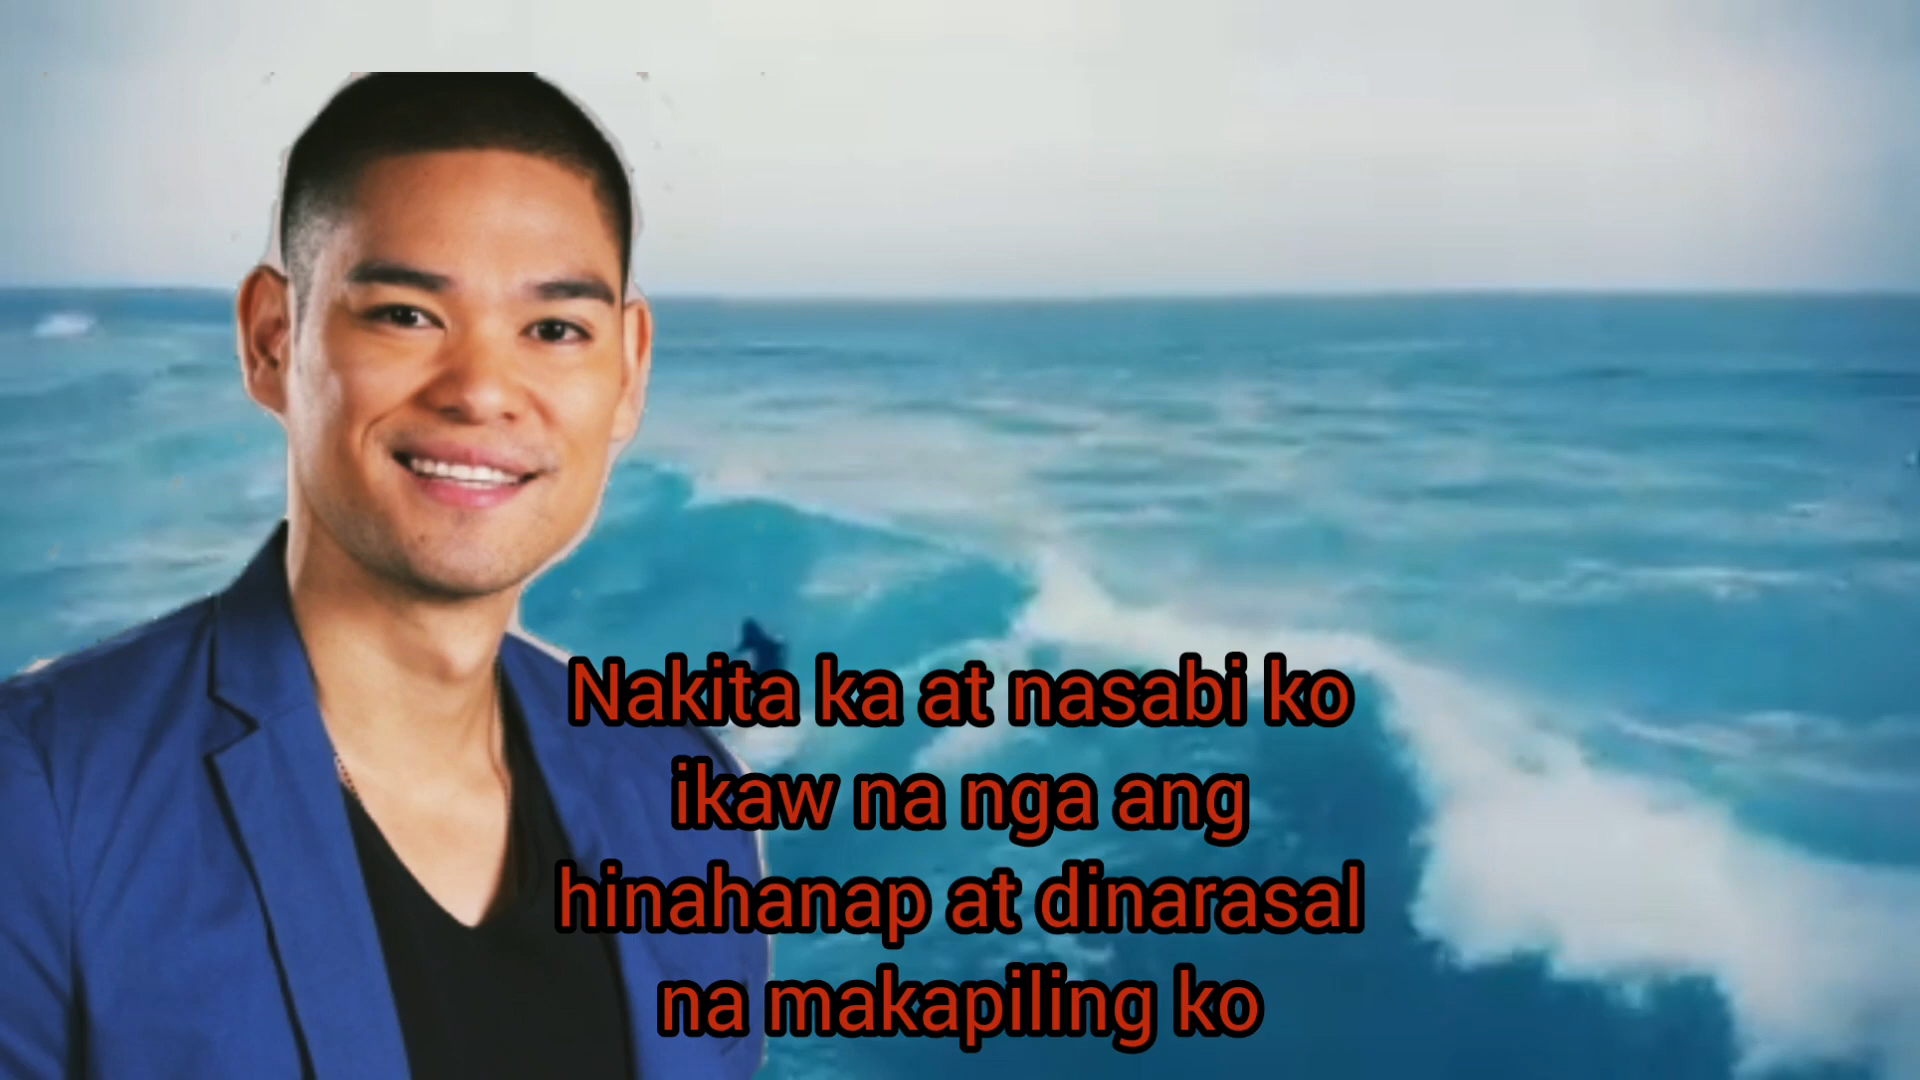 Nakita ka at nasabi ko
ikaw na nga ang
hinahanap at dinarasal
na makapiling ko